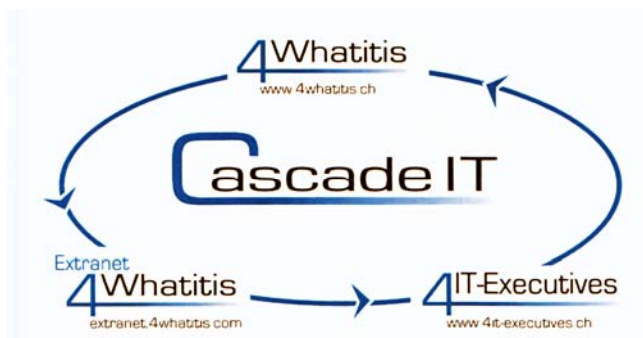 4Whatitis
www.4whatitis.ch
Cascade IT
Extranet
4Whatitis
extranet.4whatitis.com
4IT-Executives
www.4it-executives.ch